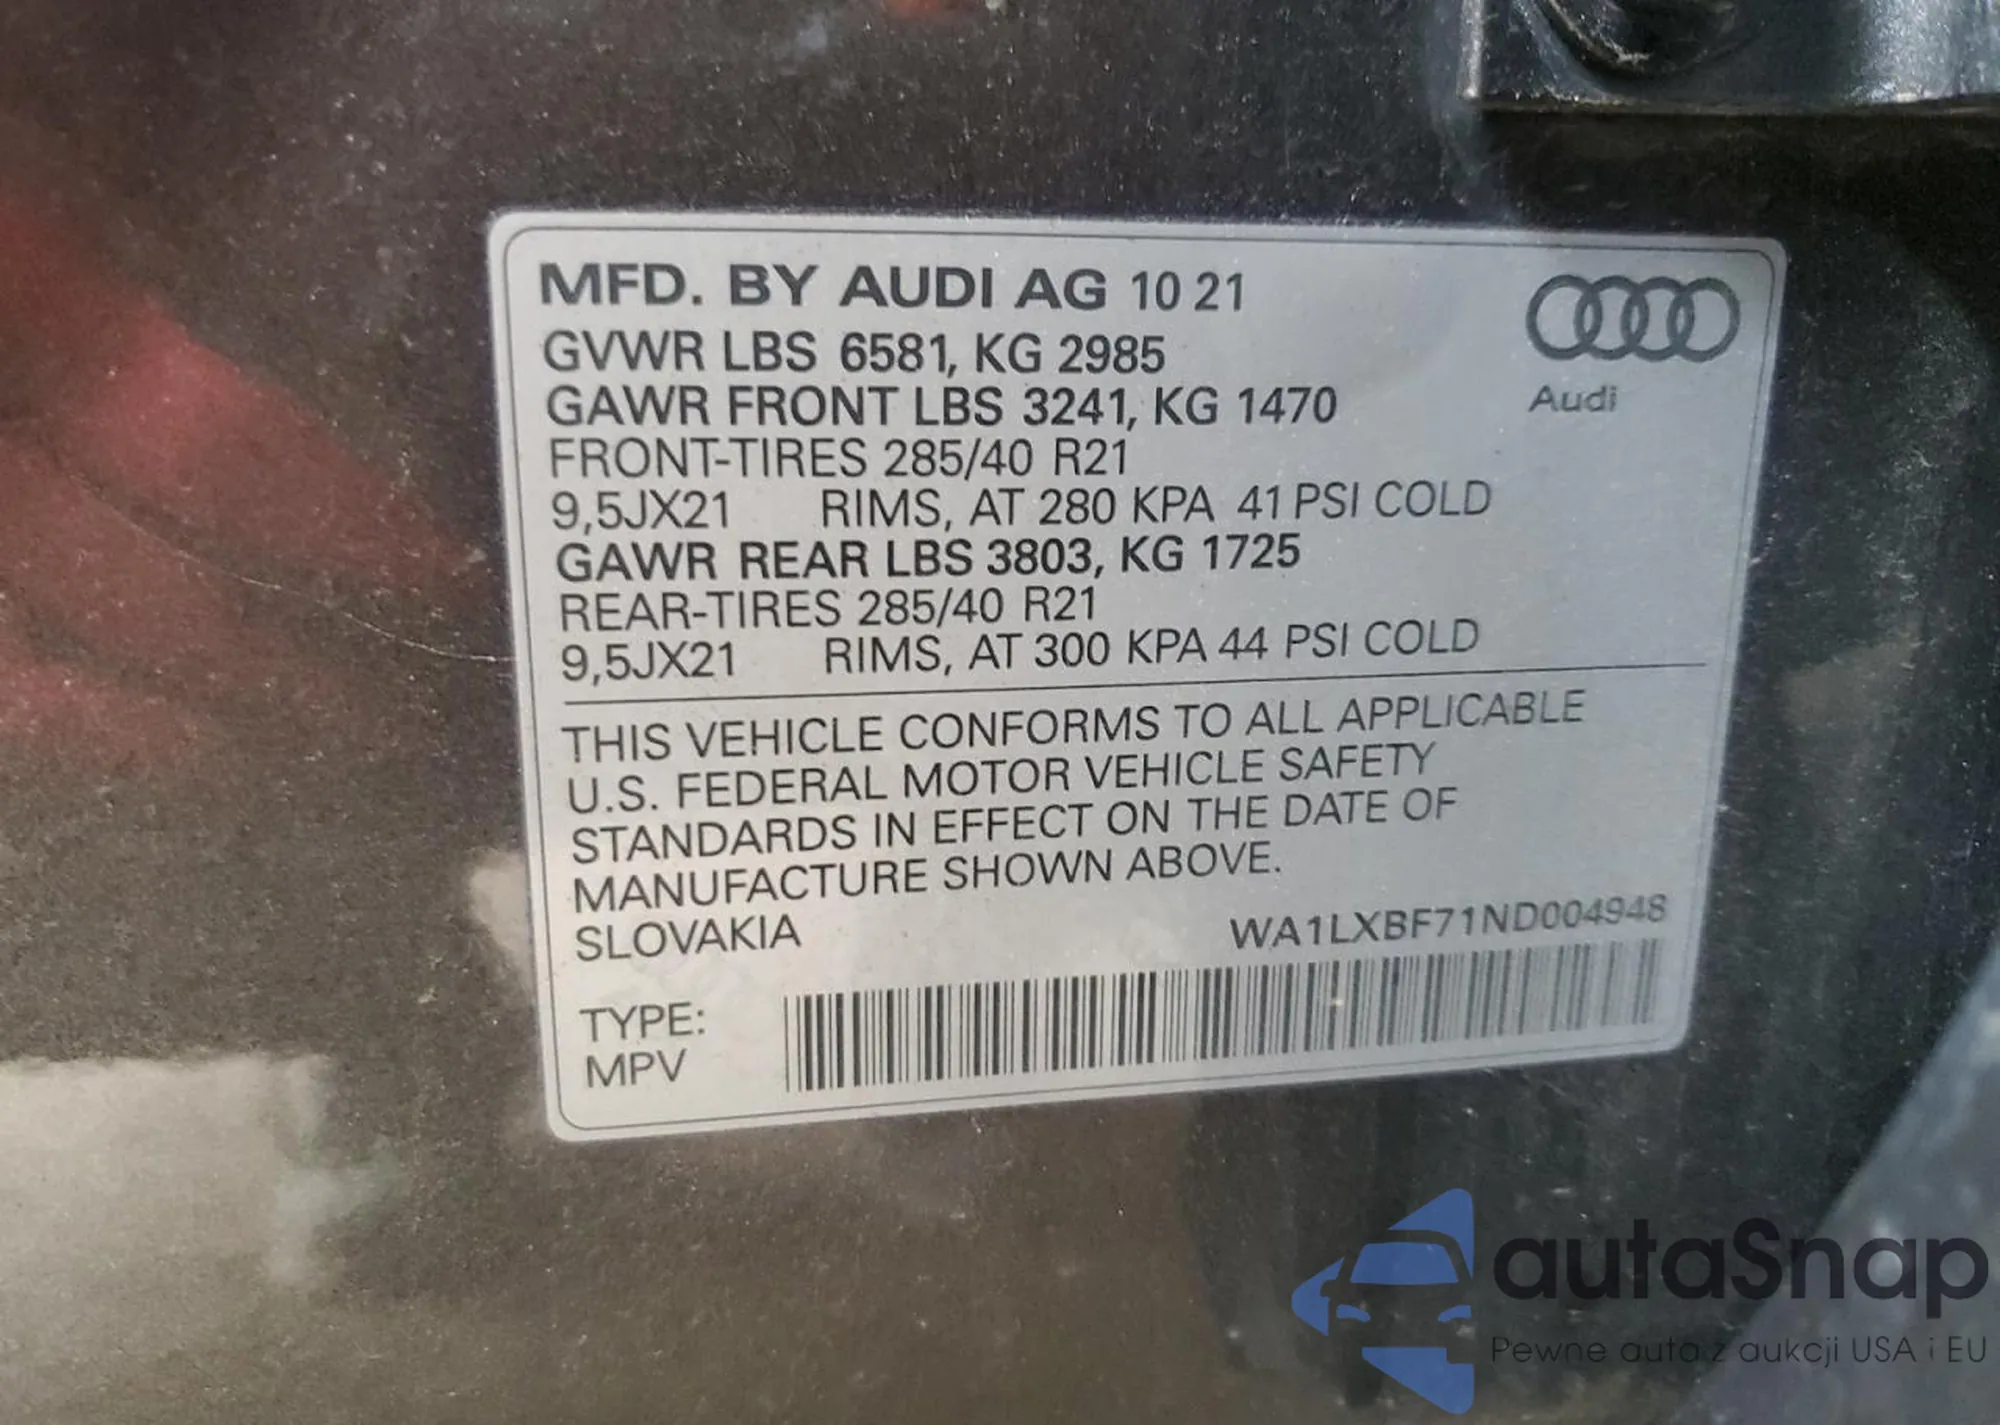 MFD. BY AUDI AG 10 21
GVWR LBS 6581, KG 2985
GAWR FRONT LBS 3241, KG 1470
FRONT-TIRES 285/40 R21
9,5JX21 RIMS, AT 280 KPA 41 PSI COLD
GAWR REAR LBS 3803, KG 1725
REAR-TIRES 285/40 R21
9,5JX21 RIMS, AT 300 KPA 44 PSI COLD
Audi
THIS VEHICLE CONFORMS TO ALL APPLICABLE
U.S. FEDERAL MOTOR VEHICLE SAFETY
STANDARDS IN EFFECT ON THE DATE OF
MANUFACTURE SHOWN ABOVE.
SLOVAKIA WA1LXBF71ND004948
TYPE:
MPV
autaSnap
Pewne auta z aukcji USA i EU